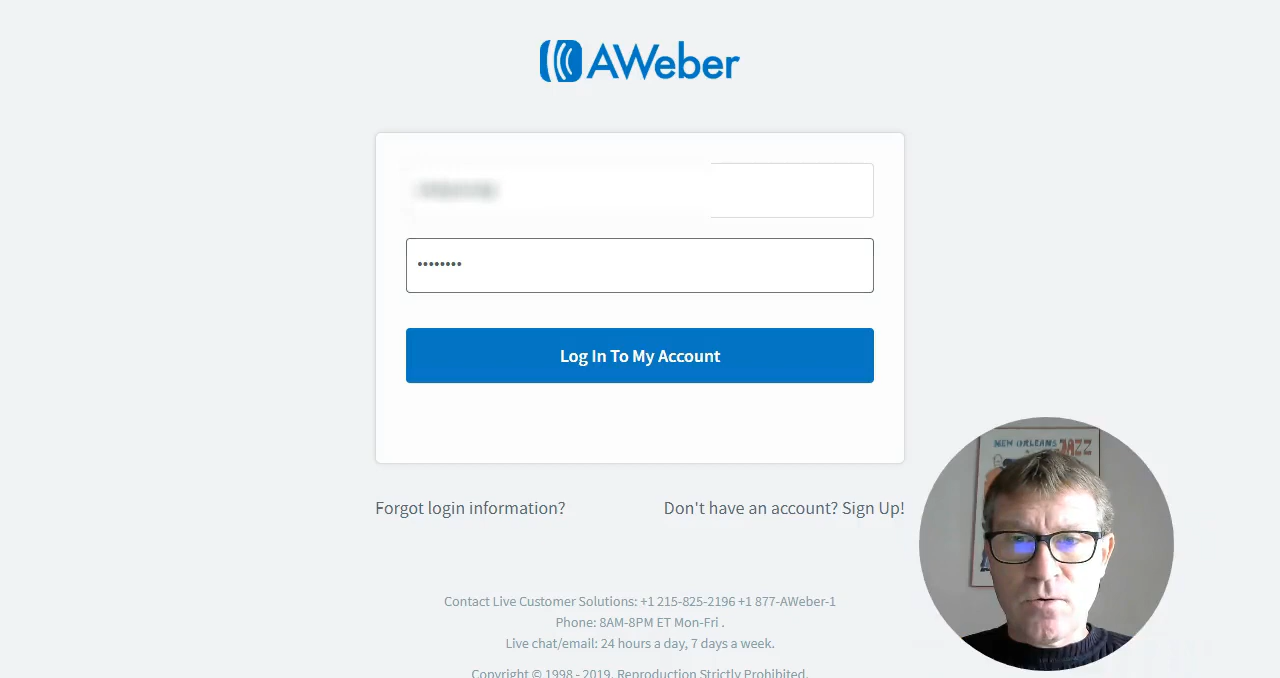 AWeber
••••••••
Log In To My Account
Forgot login information?
Don't have an account? Sign Up!
NEW ORLEANS JAZZ
Contact Live Customer Solutions: +1 215-825-2196 +1 877-AWeber-1
Phone: 8AM-8PM ET Mon-Fri .
Live chat/email: 24 hours a day, 7 days a week.
Copyright © 1998 - 2019. Reproduction Strictly Prohibited.